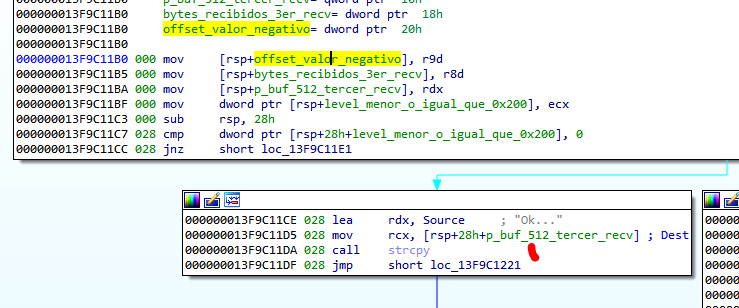 000000013F9C11B0 p_buf_512_tercer_recv= qword ptr  10h
000000013F9C11B0 bytes_recibidos_3er_recv= dword ptr  18h
000000013F9C11B0 offset_valor_negativo= dword ptr  20h
000000013F9C11B0
000000013F9C11B0 000 mov     [rsp+offset_valor_negativo], r9d
000000013F9C11B5 000 mov     [rsp+bytes_recibidos_3er_recv], r8d
000000013F9C11BA 000 mov     [rsp+p_buf_512_tercer_recv], rdx
000000013F9C11BF 000 mov     dword ptr [rsp+level_menor_o_igual_que_0x200], ecx
000000013F9C11C3 000 sub     rsp, 28h
000000013F9C11C7 028 cmp     dword ptr [rsp+28h+level_menor_o_igual_que_0x200], 0
000000013F9C11CC 028 jnz     short loc_13F9C11E1
000000013F9C11CE 028 lea     rdx, Source     ; "Ok..."
000000013F9C11D5 028 mov     rcx, [rsp+28h+p_buf_512_tercer_recv] ; Dest
000000013F9C11DA 028 call    strcpy
000000013F9C11DF 028 jmp     short loc_13F9C1221